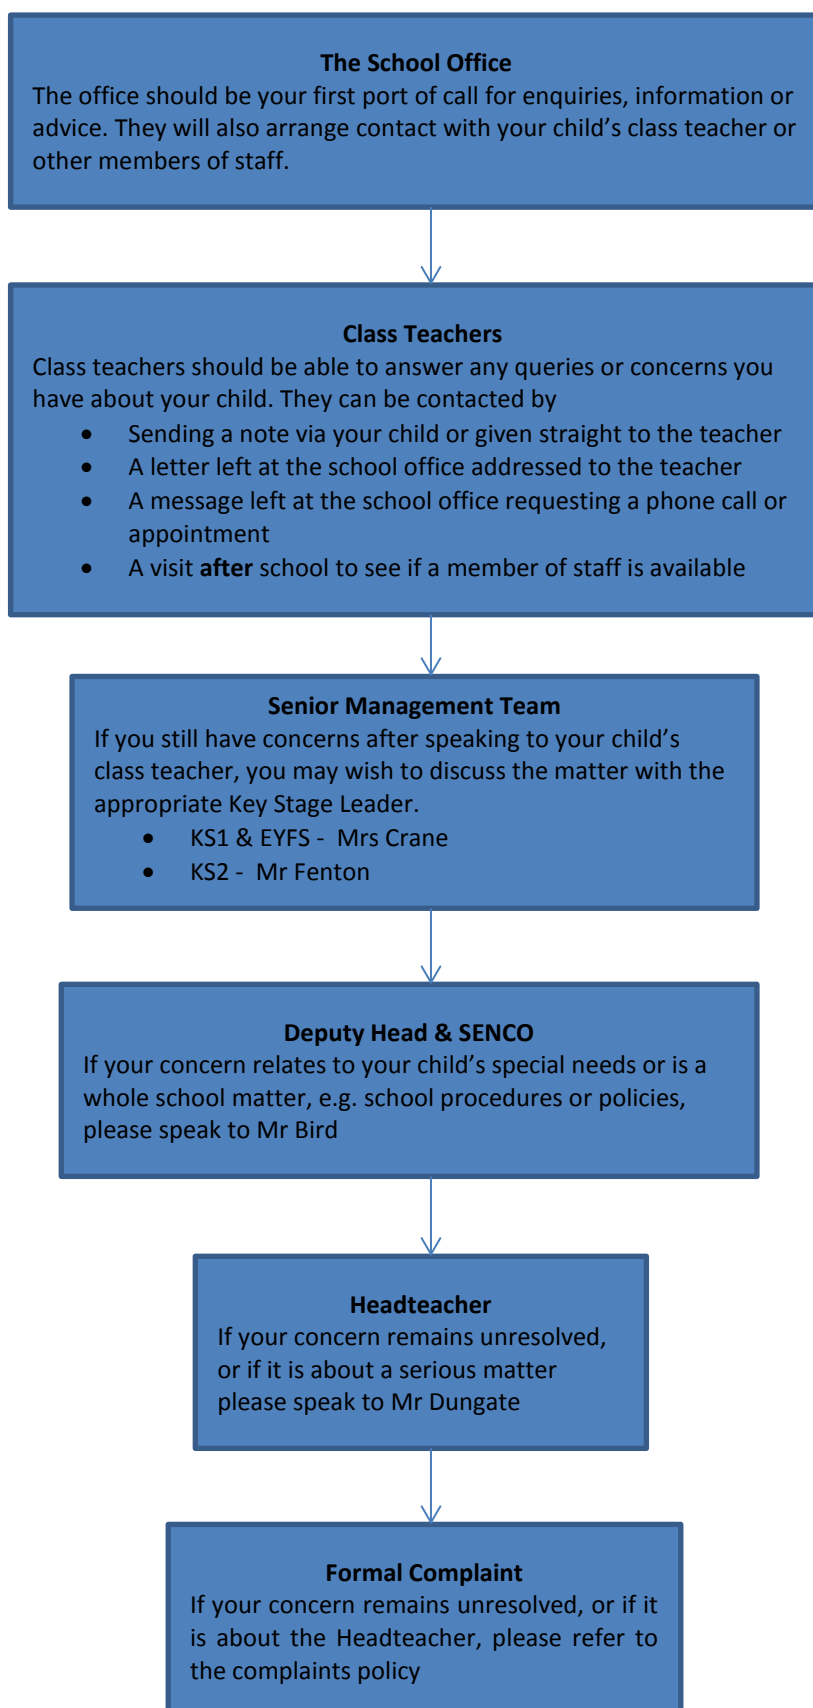 The School Office
The office should be your first port of call for enquiries, information or
advice. They will also arrange contact with your child’s class teacher or
other members of staff.
Class Teachers
Class teachers should be able to answer any queries or concerns you
have about your child. They can be contacted by
• Sending a note via your child or given straight to the teacher
• A letter left at the school office addressed to the teacher
• A message left at the school office requesting a phone call or
appointment
• A visit after school to see if a member of staff is available
Senior Management Team
If you still have concerns after speaking to your child’s
class teacher, you may wish to discuss the matter with the
appropriate Key Stage Leader.
• KS1 & EYFS - Mrs Crane
• KS2 - Mr Fenton
Deputy Head & SENCO
If your concern relates to your child’s special needs or is a
whole school matter, e.g. school procedures or policies,
please speak to Mr Bird
Headteacher
If your concern remains unresolved,
or if it is about a serious matter
please speak to Mr Dungate
Formal Complaint
If your concern remains unresolved, or if it
is about the Headteacher, please refer to
the complaints policy